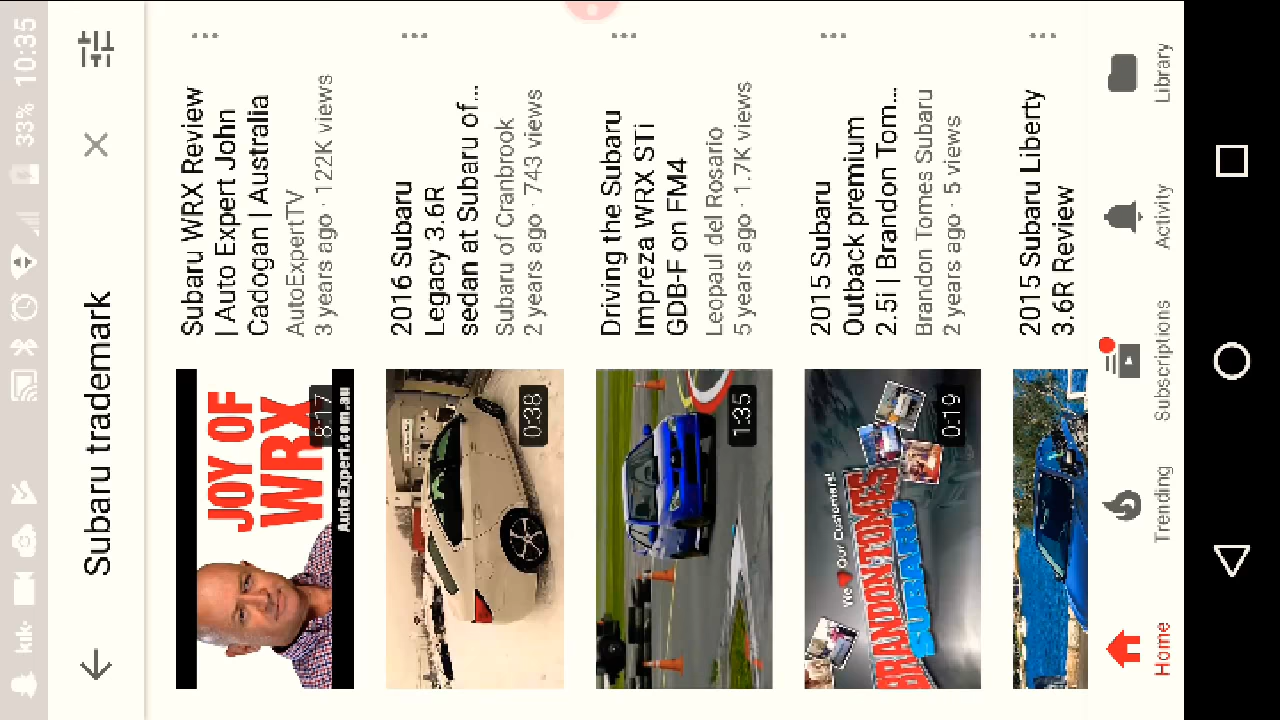 kik
33%
10:35
Subaru trademark
JOY OF
WRX
AutoExpert.com.au
8:17
Subaru WRX Review
| Auto Expert John
Cadogan | Australia
AutoExpertTV
3 years ago · 122K views
0:38
2016 Subaru
Legacy 3.6R
sedan at Subaru of...
Subaru of Cranbrook
2 years ago · 743 views
1:35
Driving the Subaru
Impreza WRX STi
GDB-F on FM4
Leopaul del Rosario
5 years ago · 1.7K views
We Our Customers!
BRANDON TOMES
SUBARU
0:19
2015 Subaru
Outback premium
2.5i | Brandon Tom...
Brandon Tomes Subaru
2 years ago · 5 views
2015 Subaru Liberty
3.6R Review
Home
Trending
Subscriptions
Activity
Library